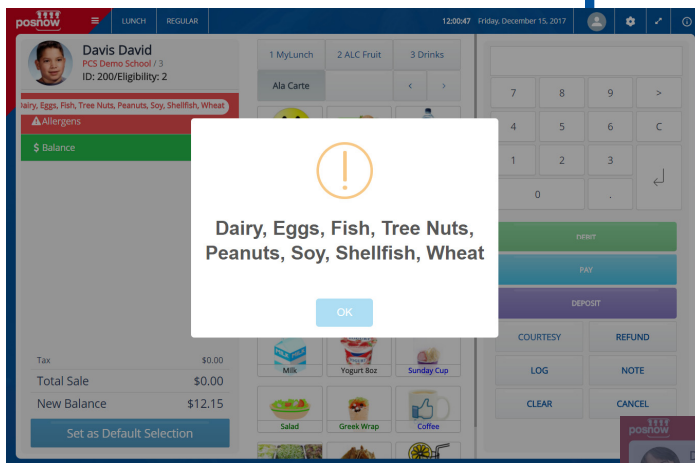 posnow
LUNCH
REGULAR
12:00:47 Friday, December 15, 2017
Davis David
PCS Demo School / 3
ID: 200/Eligibility: 2
Dairy, Eggs, Fish, Tree Nuts, Peanuts, Soy, Shellfish, Wheat
Allergens
$ Balance
1 MyLunch
2 ALC Fruit
3 Drinks
Ala Carte
< >
7 8 9 >
4 5 6 C
1 2 3
0 .
Dairy, Eggs, Fish, Tree Nuts,
Peanuts, Soy, Shellfish, Wheat
OK
DEBIT
PAY
DEPOSIT
COURTESY
REFUND
LOG
NOTE
CLEAR
CANCEL
Milk
Yogurt 8oz
Sunday Cup
Salad
Greek Wrap
Coffee
Tax $0.00
Total Sale $0.00
New Balance $12.15
Set as Default Selection
posnow